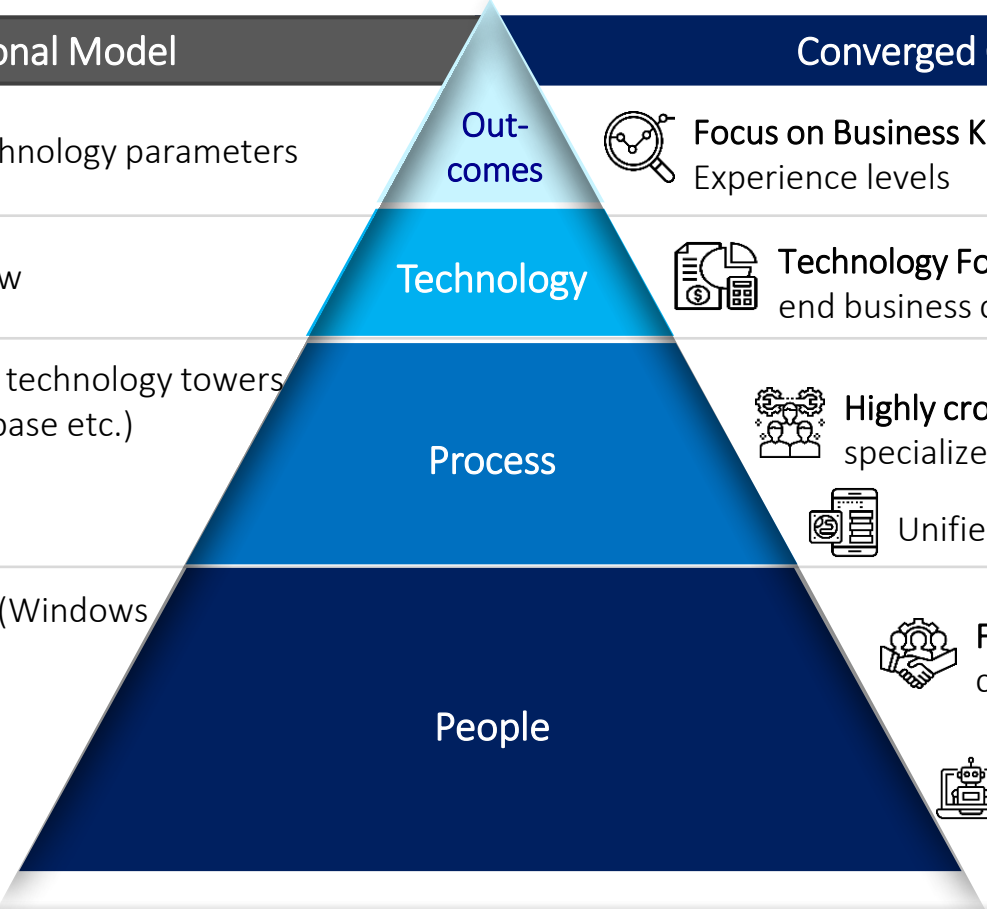 onal Model
Converged
Out-
comes
hnology parameters
Focus on Business K
Experience levels
Technology
w
Technology Fo
end business
technology towers
base etc.)
Process
Highly cro
specialize
Unifie
(Windows
People
F